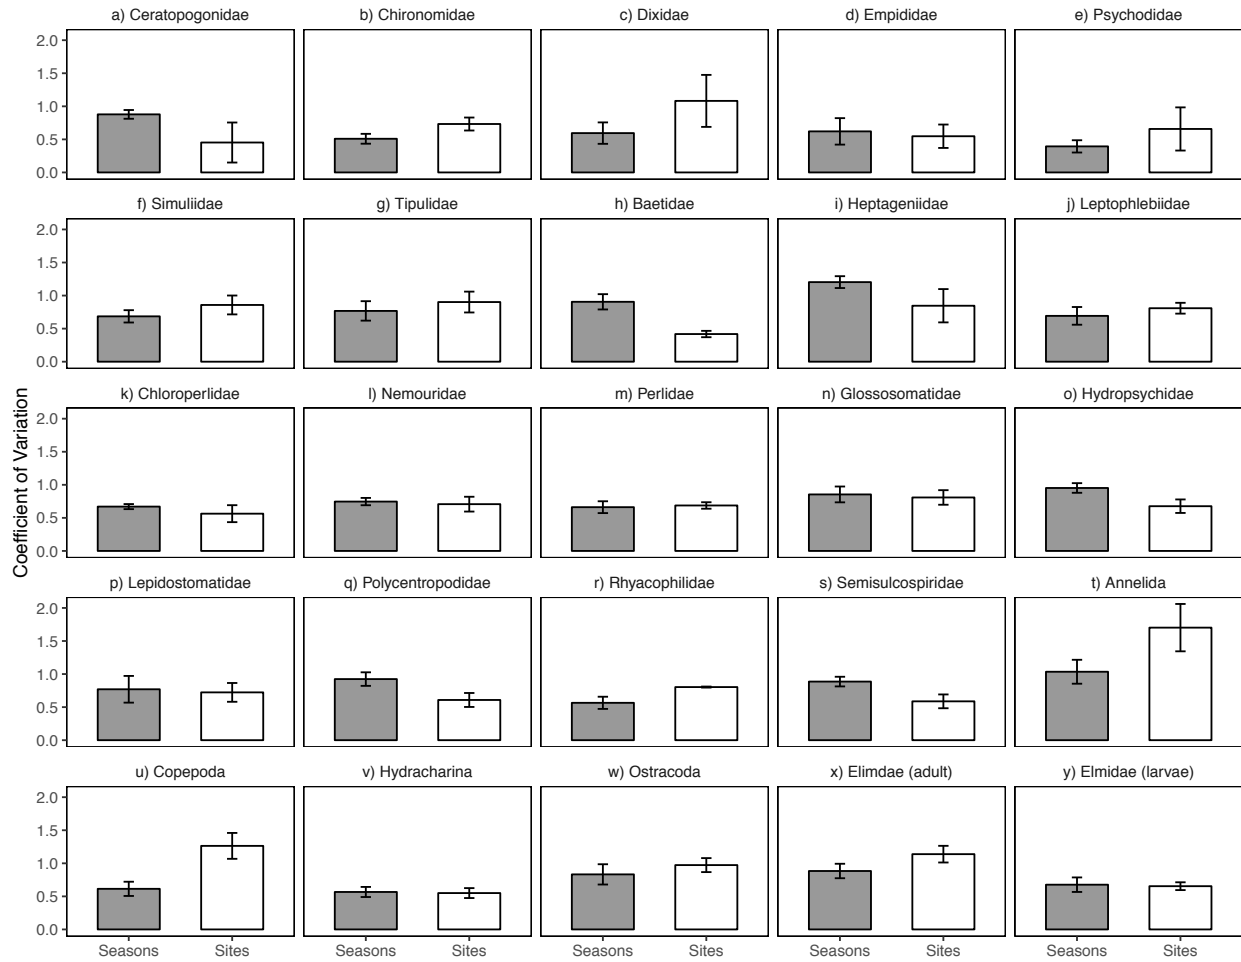 a) Ceratopogonidae
b) Chironomidae
c) Dixidae
d) Empididae
e) Psychodidae
2.0
1.5
1.0
0.5
0.0
f) Simuliidae
g) Tipulidae
h) Baetidae
i) Heptageniidae
j) Leptophlebiidae
2.0
1.5
1.0
0.5
0.0
Coefficient of Variation
k) Chloroperlidae
l) Nemouridae
m) Perlidae
n) Glossosomatidae
o) Hydropsychidae
2.0
1.5
1.0
0.5
0.0
p) Lepidostomatidae
q) Polycentropodidae
r) Rhyacophilidae
s) Semisulcospiridae
t) Annelida
2.0
1.5
1.0
0.5
0.0
u) Copepoda
v) Hydracharina
w) Ostracoda
x) Elimdae (adult)
y) Elmidae (larvae)
2.0
1.5
1.0
0.5
0.0
Seasons Sites
Seasons Sites
Seasons Sites
Seasons Sites
Seasons Sites